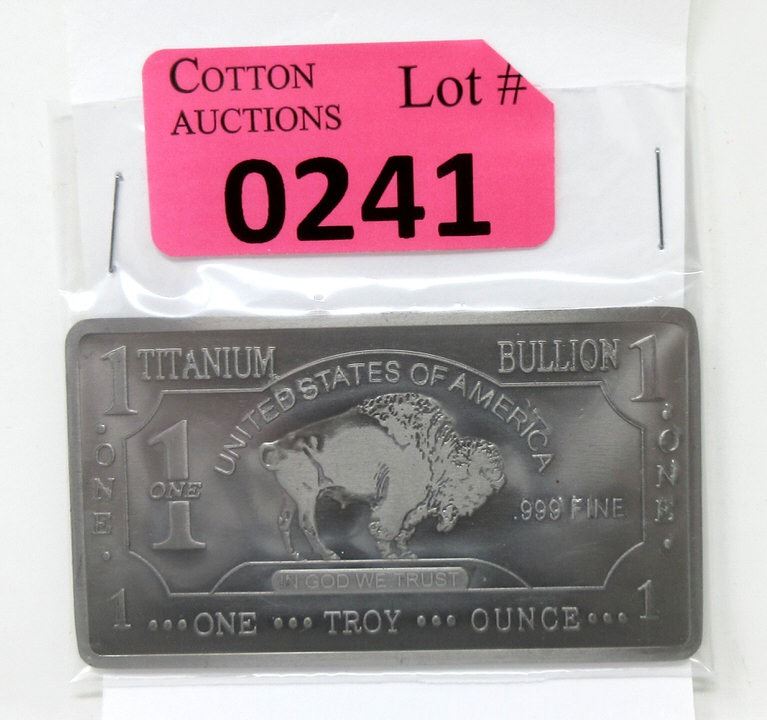 COTTON
AUCTIONS
Lot #
0241
1 TITANIUM BULLION 1
UNITED STATES OF AMERICA
1
ONE
.999 FINE
• ONE •
• ONE •
IN GOD WE TRUST
1 ••• ONE ••• TROY ••• OUNCE ••• 1